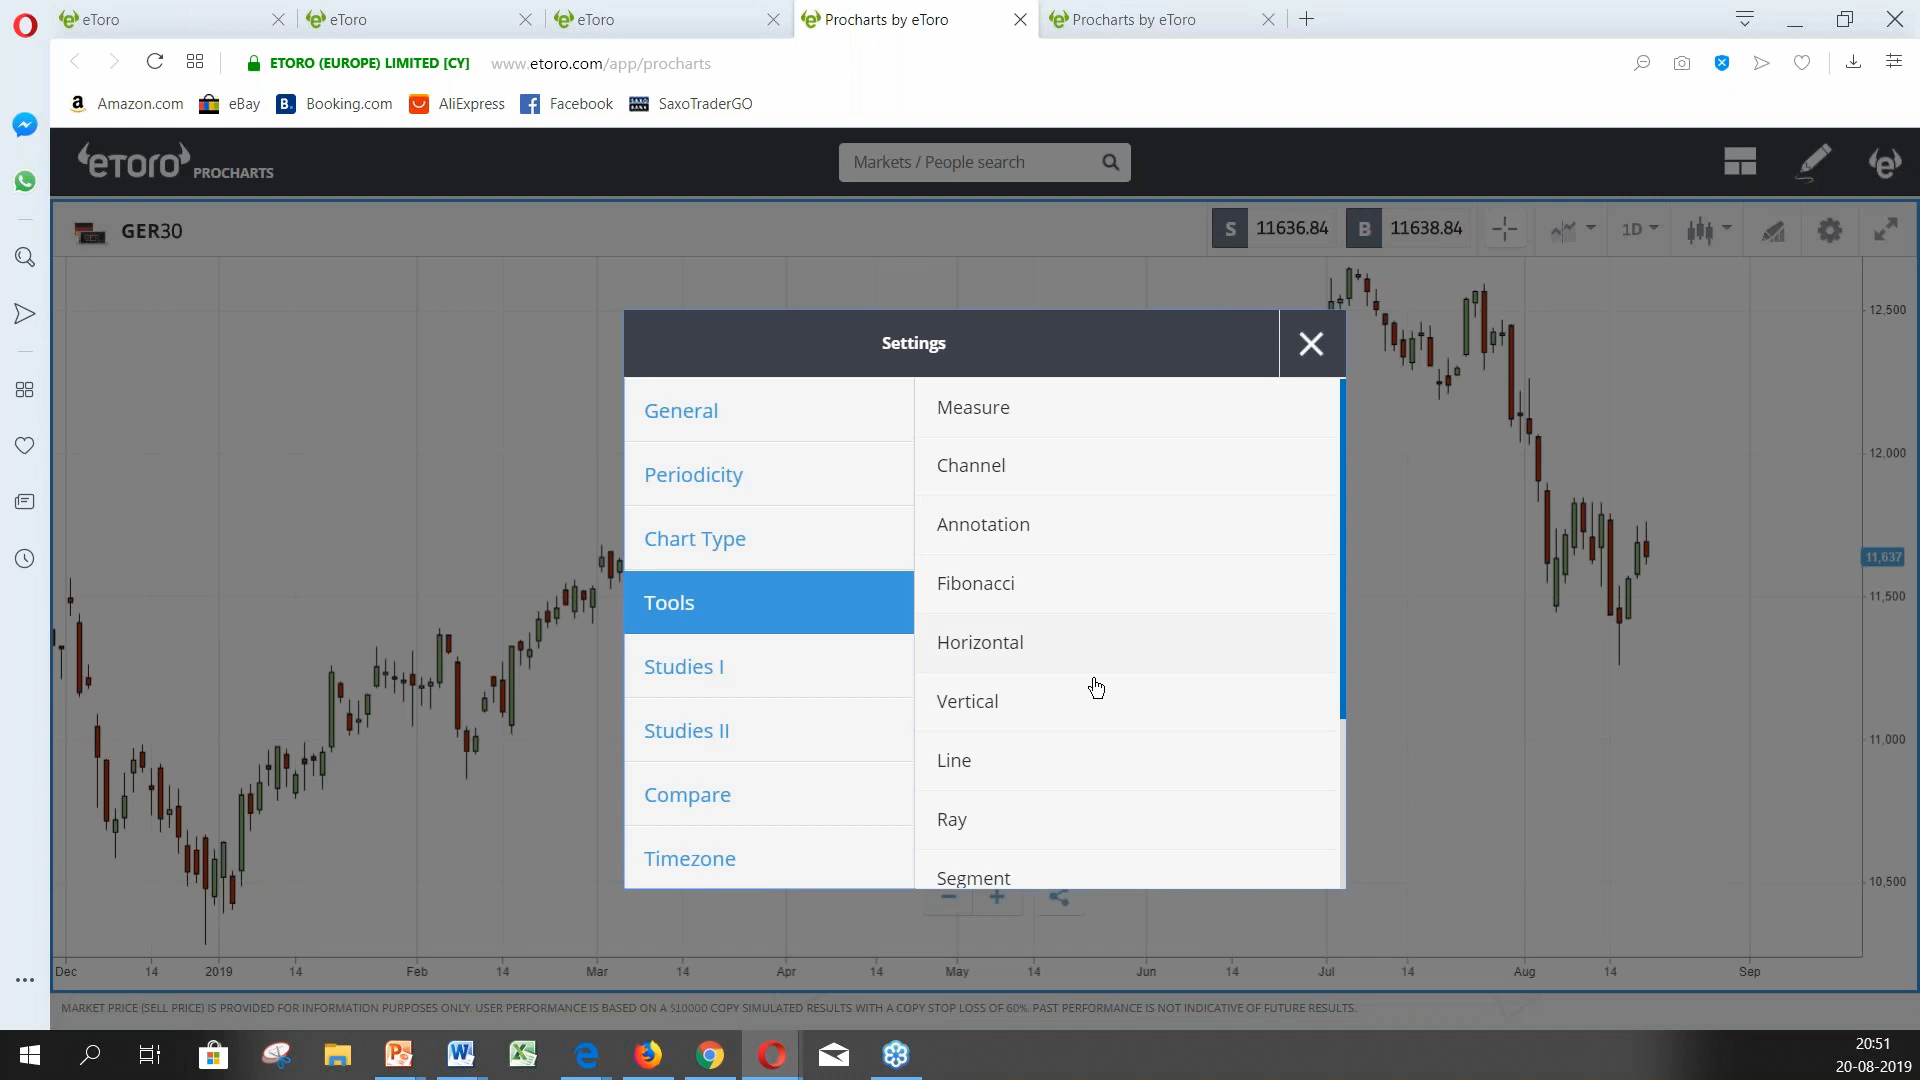 eToro
eToro
eToro
Procharts by eToro
Procharts by eToro
ETORO (EUROPE) LIMITED [CY] www.etoro.com/app/procharts
Amazon.com
eBay
Booking.com
AliExpress
Facebook
SaxoTraderGO
eToro PROCHARTS
Markets / People search
GER30
S 11636.84 B 11638.84
1D
Settings
General
Periodicity
Chart Type
Tools
Studies I
Studies II
Compare
Timezone
Measure
Channel
Annotation
Fibonacci
Horizontal
Vertical
Line
Ray
Segment
12,500
12,000
11,637
11,500
11,000
10,500
Dec 14 2019 14 Feb 14 Mar 14 Apr 14 May 14 Jun 14 Jul 14 Aug 14 Sep
MARKET PRICE (SELL PRICE) IS PROVIDED FOR INFORMATION PURPOSES ONLY. USER PERFORMANCE IS BASED ON A $10000 COPY SIMULATED RESULTS WITH A COPY STOP LOSS OF 60%. PAST PERFORMANCE IS NOT INDICATIVE OF FUTURE RESULTS.
20:51
20-08-2019